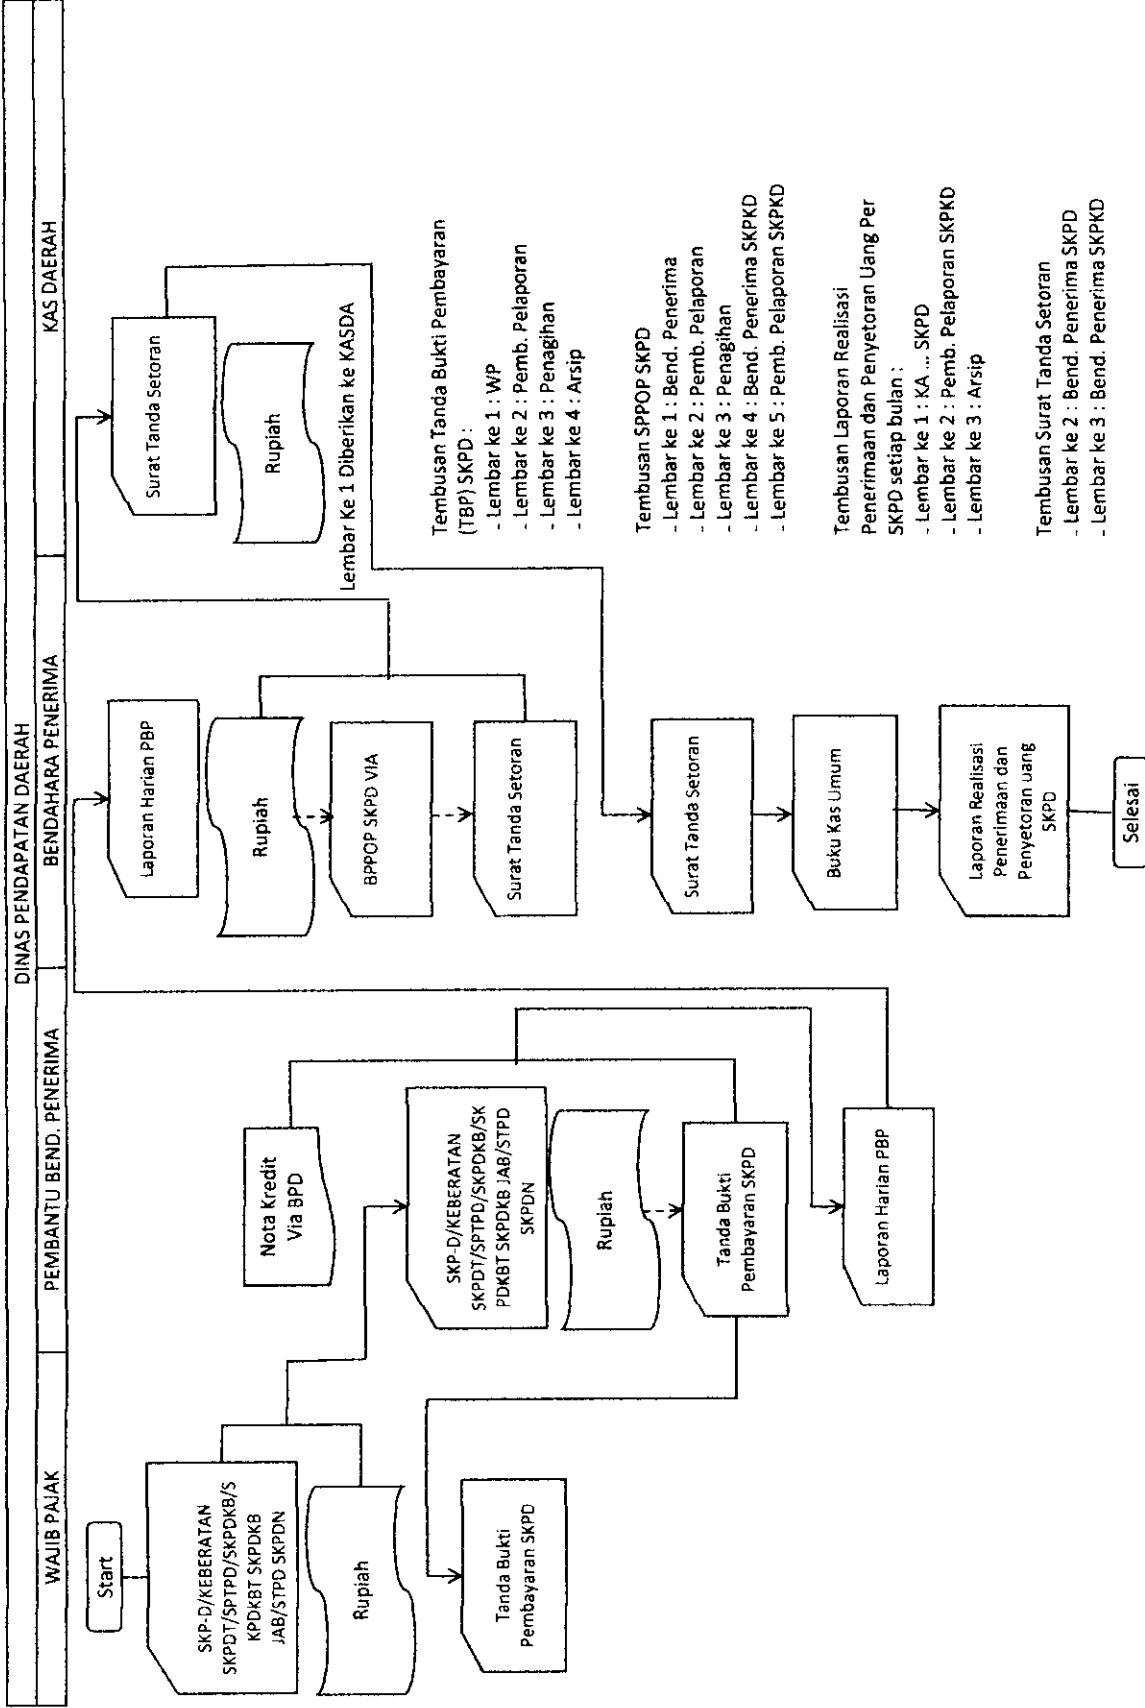 DINAS PENDAPATAN DAERAH
WAJIB PAJAK
PEMBANTU BEND. PENERIMA
BENDAHARA PENERIMA
KAS DAERAH
Start
SKP-D/KEBERATAN
SKPDT/SPTPD/SKPDKB/S
KPDKBT SKPDKB
JAB/STPD SKPDN
Rupiah
Tanda Bukti
Pembayaran SKPD
Nota Kredit
Via BPD
SKP-D/KEBERATAN
SKPDT/SPTPD/SKPDKB/SK
PDKBT SKPDKB JAB/STPD
SKPDN
Rupiah
Tanda Bukti
Pembayaran SKPD
Laporan Harian PBP
Laporan Harian PBP
Rupiah
BPPOP SKPD VIA
Surat Tanda Setoran
Surat Tanda Setoran
Buku Kas Umum
Laporan Realisasi
Penerimaan dan
Penyetoran uang
SKPD
Selesai
Surat Tanda Setoran
Rupiah
Lembar Ke 1 Diberikan ke KASDA
Tembusan Tanda Bukti Pembayaran
(TBP) SKPD :
- Lembar ke 1 : WP
- Lembar ke 2 : Pemb. Pelaporan
- Lembar ke 3 : Penagihan
- Lembar ke 4 : Arsip
Tembusan SPPOP SKPD
- Lembar ke 1 : Bend. Penerima
- Lembar ke 2 : Pemb. Pelaporan
- Lembar ke 3 : Penagihan
- Lembar ke 4 : Bend. Penerima SKPKD
- Lembar ke 5 : Pemb. Pelaporan SKPKD
Tembusan Laporan Realisasi
Penerimaan dan Penyetoran Uang Per
SKPD setiap bulan :
- Lembar ke 1 : KA ... SKPD
- Lembar ke 2 : Pemb. Pelaporan SKPKD
- Lembar ke 3 : Arsip
Tembusan Surat Tanda Setoran
- Lembar ke 2 : Bend. Penerima SKPD
- Lembar ke 3 : Bend. Penerima SKPKD